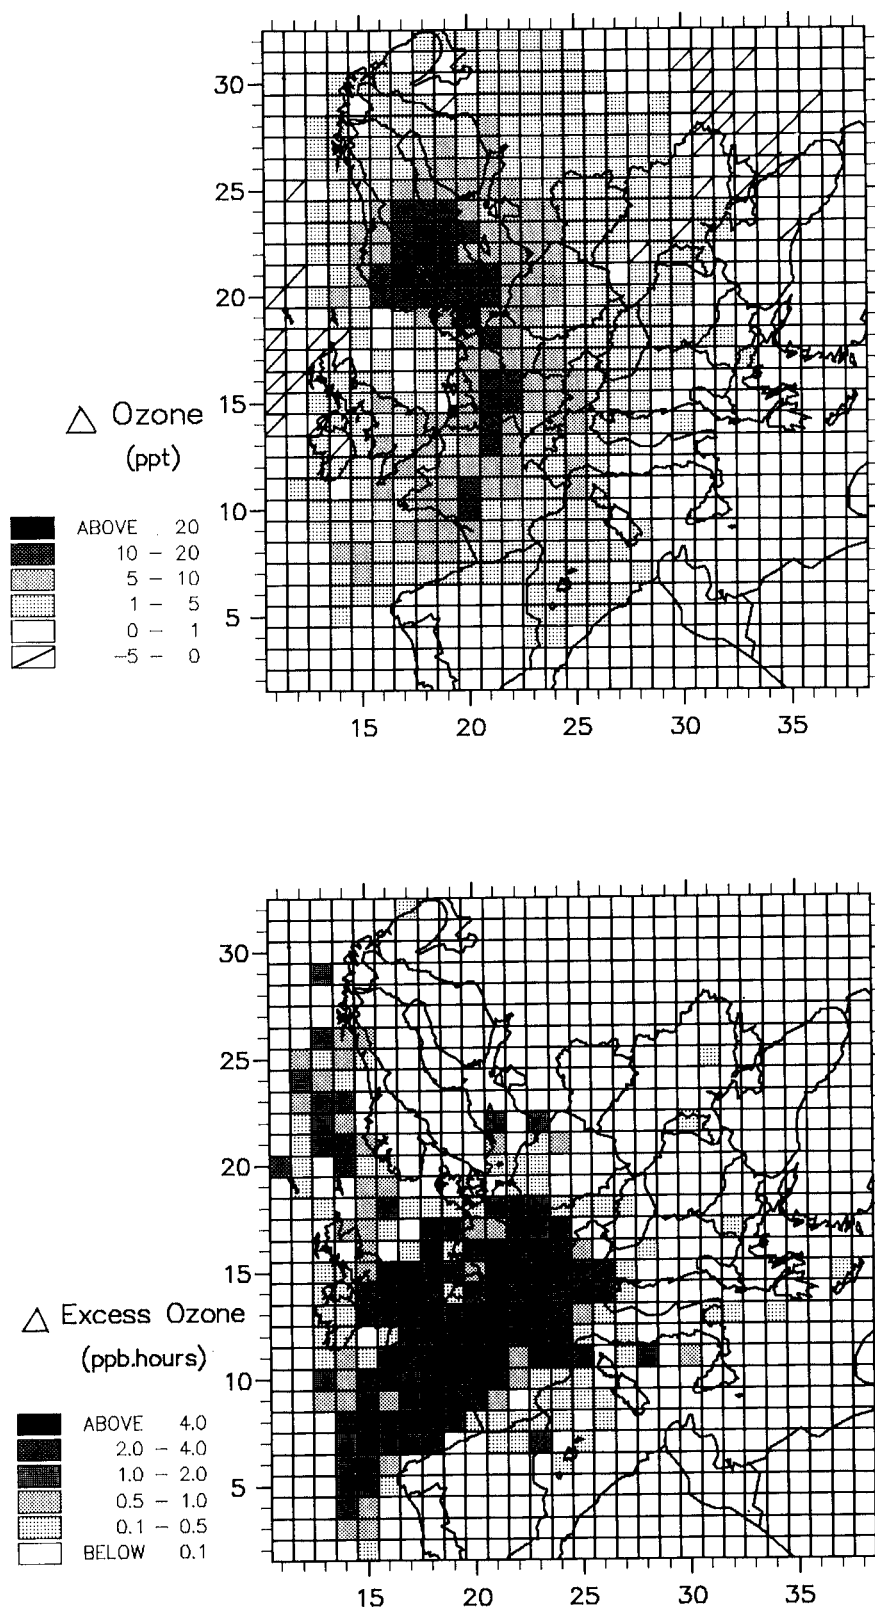 30
25
20
15
10
5
15 20 25 30 35
△ Ozone
(ppt)
ABOVE 20
10 – 20
5 – 10
1 – 5
0 – 1
-5 – 0
30
25
20
15
10
5
15 20 25 30 35
△ Excess Ozone
(ppb.hours)
ABOVE 4.0
2.0 – 4.0
1.0 – 2.0
0.5 – 1.0
0.1 – 0.5
BELOW 0.1